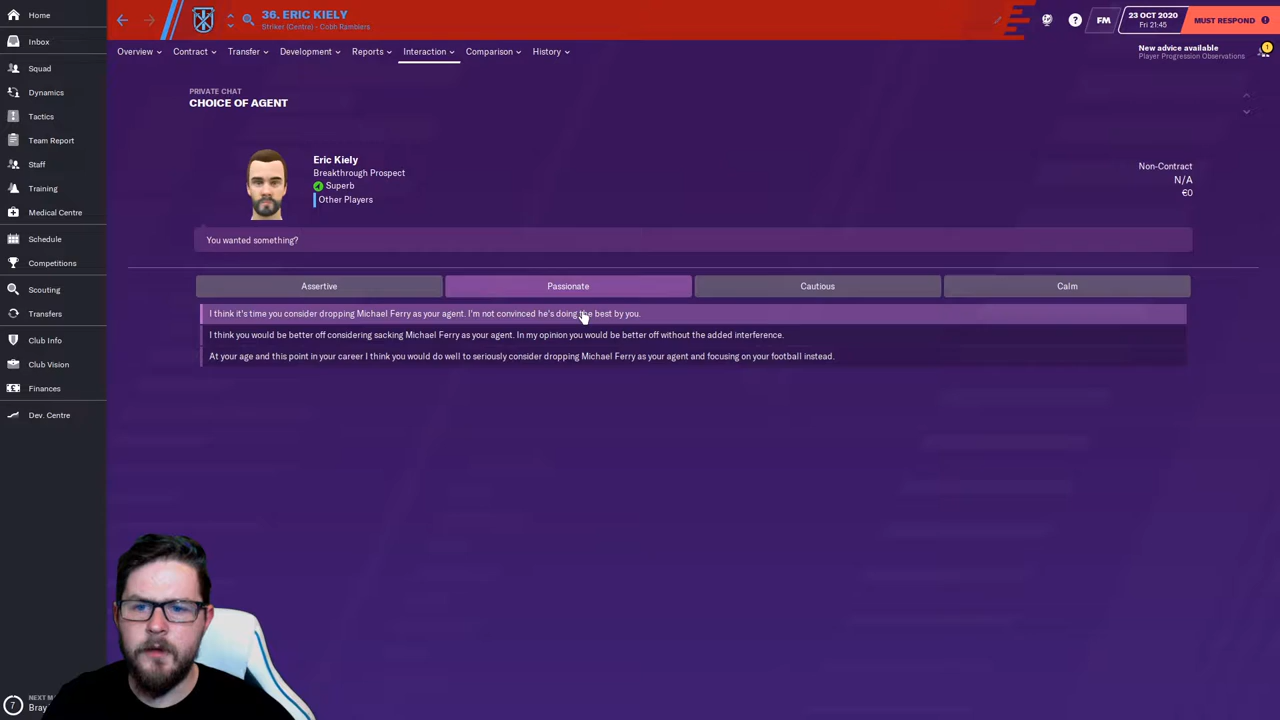 Home
36. ERIC KIELY
Striker (Centre) - Cobh Ramblers
FM
23 OCT 2020
Fri 21:45
MUST RESPOND
Inbox
Overview
Contract
Transfer
Development
Reports
Interaction
Comparison
History
New advice available
Player Progression Observations
1
Squad
Dynamics
Tactics
Team Report
Staff
Training
Medical Centre
Schedule
Competitions
Scouting
Transfers
Club Info
Club Vision
Finances
Dev. Centre
PRIVATE CHAT
CHOICE OF AGENT
Eric Kiely
Breakthrough Prospect
Superb
Other Players
Non-Contract
N/A
€0
You wanted something?
Assertive
Passionate
Cautious
Calm
I think it's time you consider dropping Michael Ferry as your agent. I'm not convinced he's doing the best by you.
I think you would be better off considering sacking Michael Ferry as your agent. In my opinion you would be better off without the added interference.
At your age and this point in your career I think you would do well to seriously consider dropping Michael Ferry as your agent and focusing on your football instead.
7
NEXT M
Bray